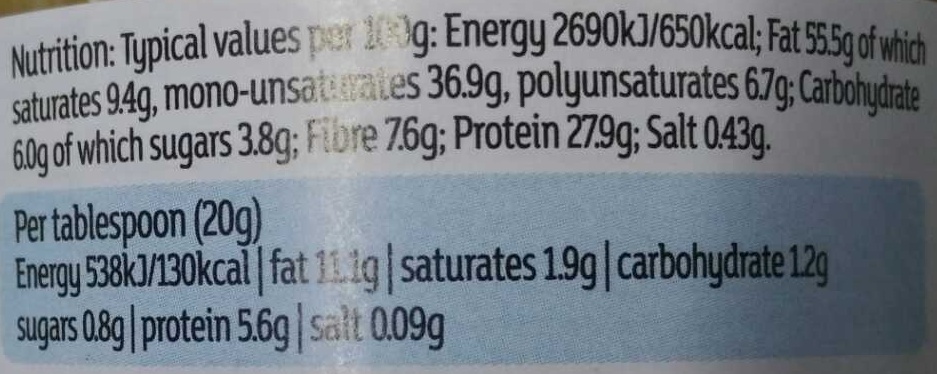 Nutrition: Typical values per 100g: Energy 2690kJ/650kcal; Fat 55.5g of which
saturates 9.4g, mono-unsaturates 36.9g, polyunsaturates 6.7g; Carbohydrate
6.0g of which sugars 3.8g; Fibre 7.6g; Protein 27.9g; Salt 0.43g.
Per tablespoon (20g)
Energy 538kJ/130kcal | fat 11.1g | saturates 1.9g | carbohydrate 1.2g
sugars 0.8g | protein 5.6g | salt 0.09g